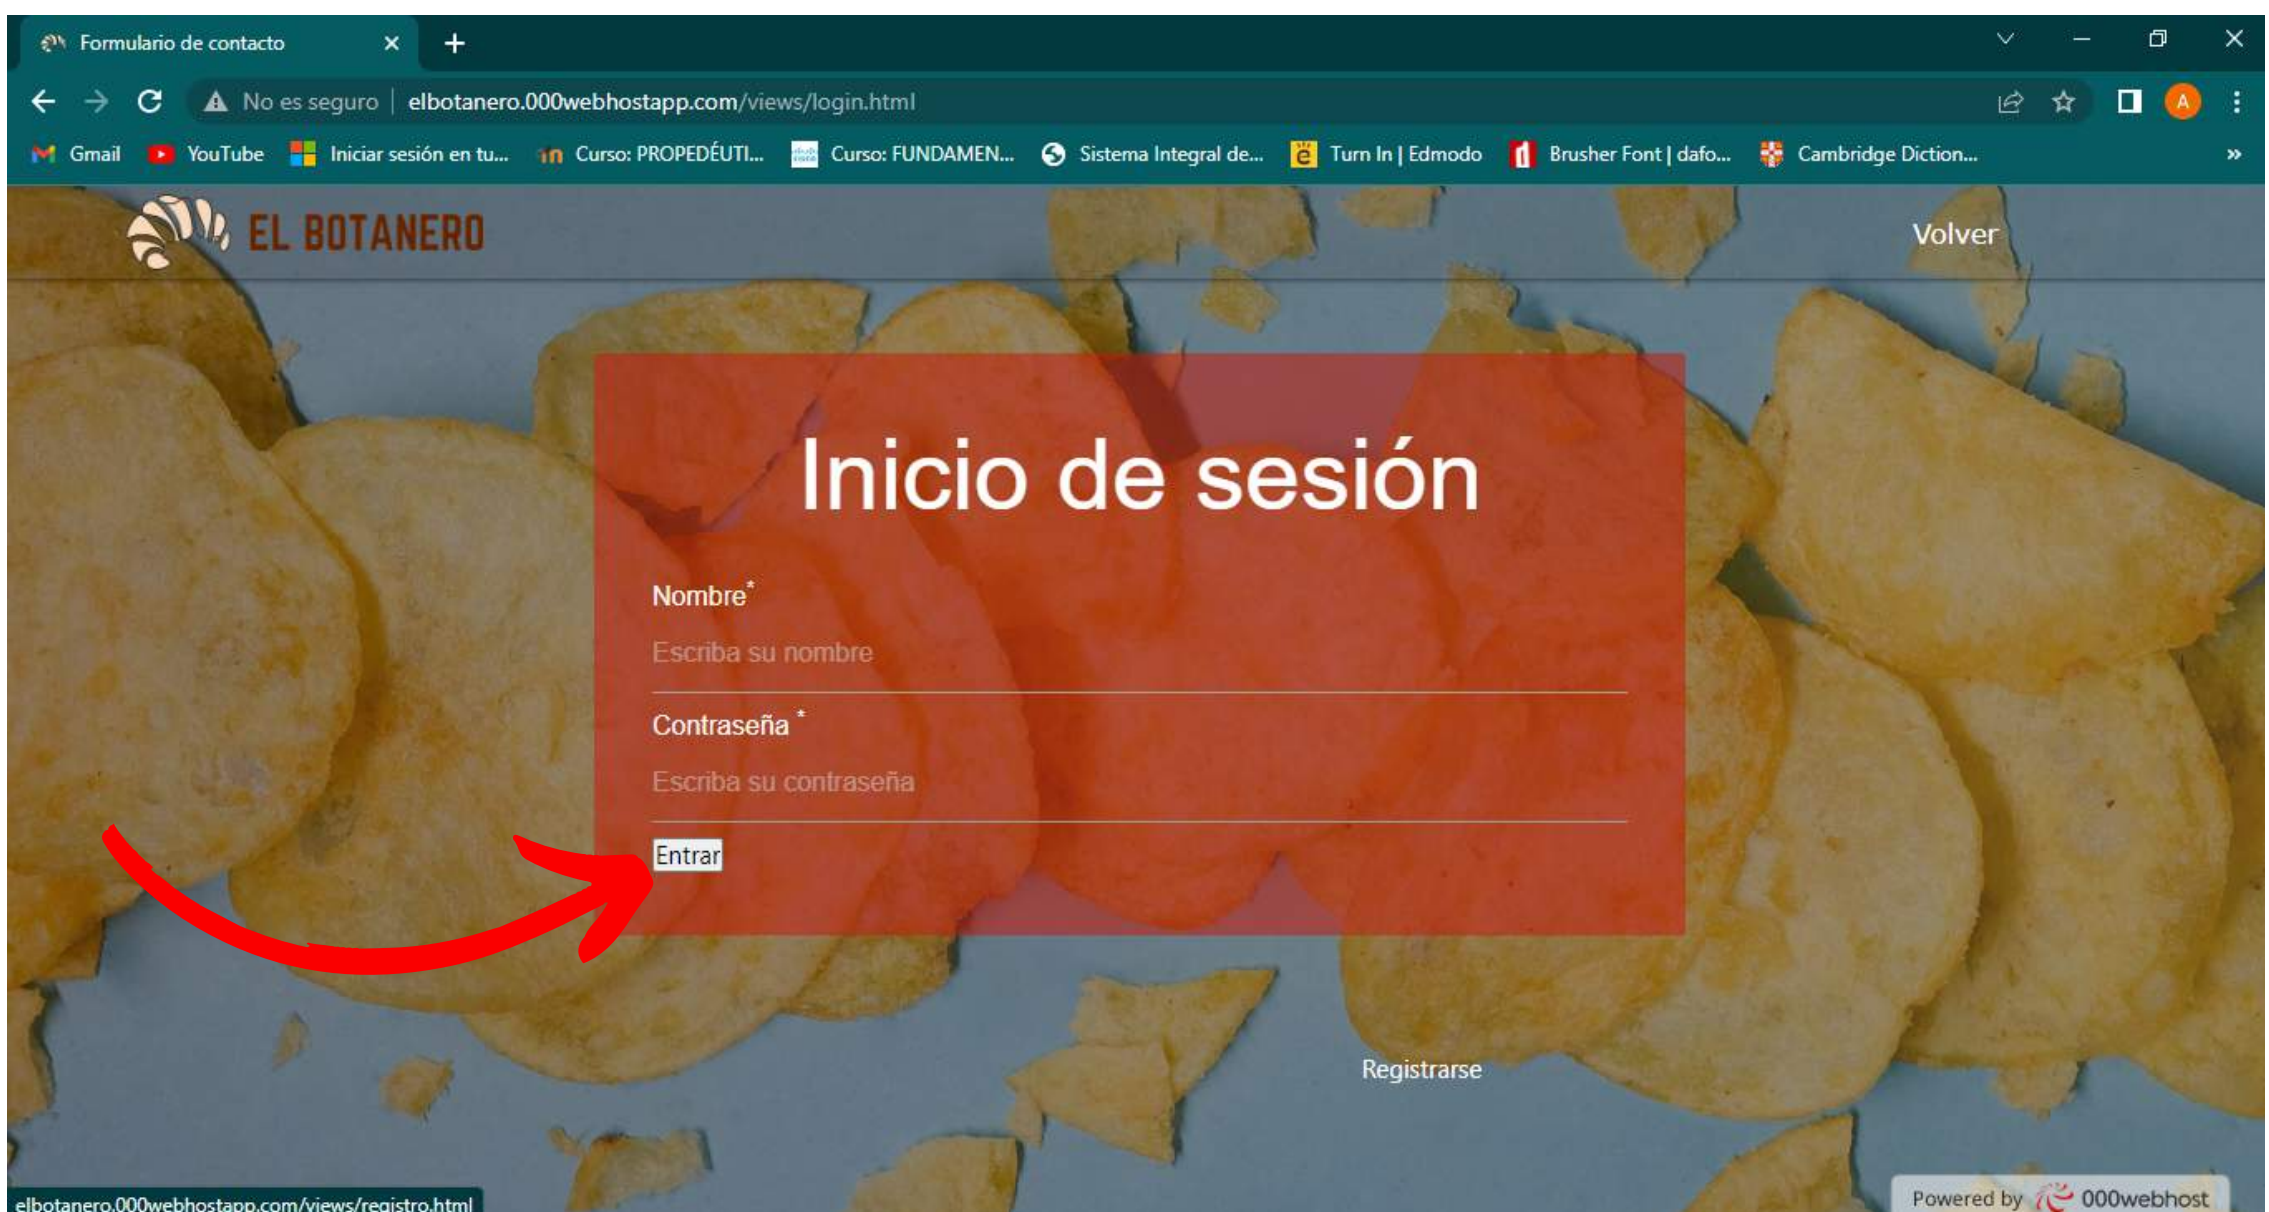 Formulario de contacto
No es seguro | elbotanero.000webhostapp.com/views/login.html
A
Gmail YouTube Iniciar sesión en tu... Curso: PROPEDÉUTI... Curso: FUNDAMEN... Sistema Integral de... Turn In | Edmodo Brusher Font | dafo... Cambridge Diction... »
EL BOTANERO
Volver
Inicio de sesión
Nombre*
Escriba su nombre
Contraseña *
Escriba su contraseña
Entrar
Registrarse
Powered by 000webhost
elbotanero.000webhostapp.com/views/registro.html